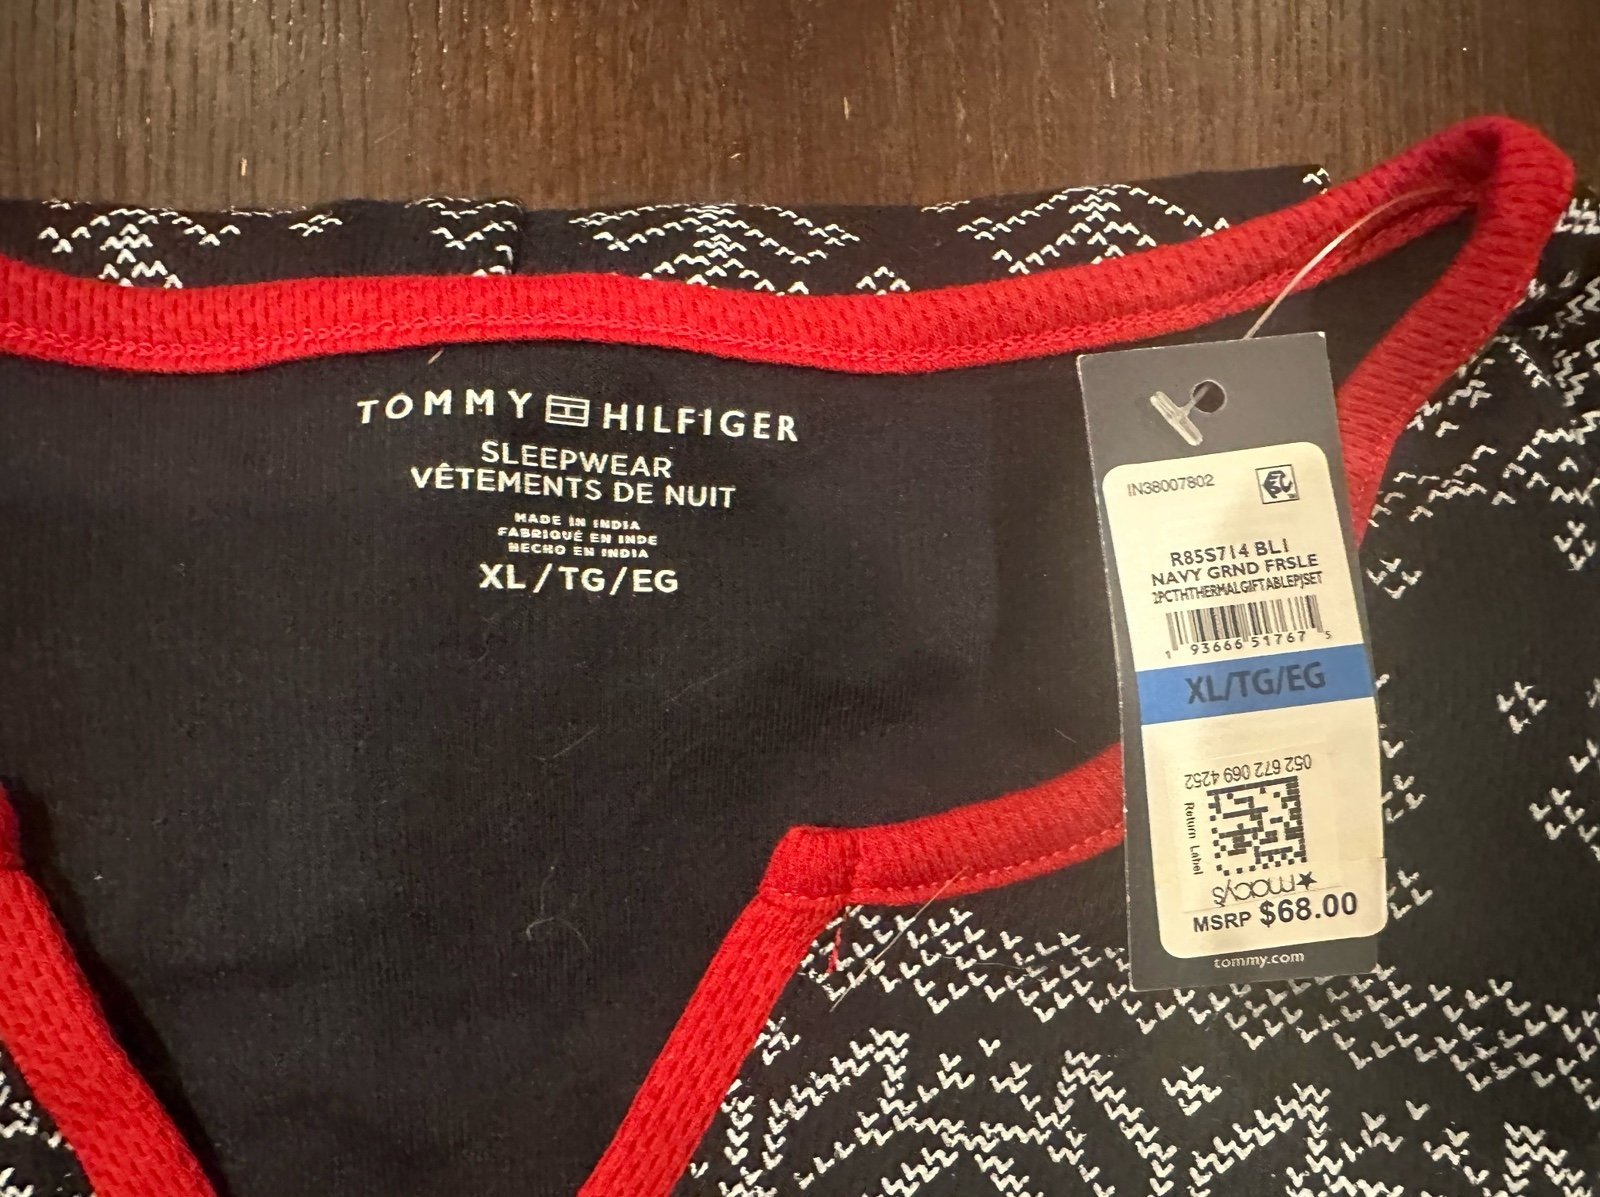 TOMMY HILFIGER
SLEEPWEAR
VÊTEMENTS DE NUIT
MADE IN INDIA
FABRIQUÉ EN INDE
HECHO EN INDIA
XL/TG/EG
IN38007802
R85S714 BL1
NAVY GRND FRSLE
2PCTHTHERMALGIFTABLEPJSET
1 93666 51767 5
XL/TG/EG
052 672 069 4252
Return Label
macy's
MSRP $68.00
tommy.com